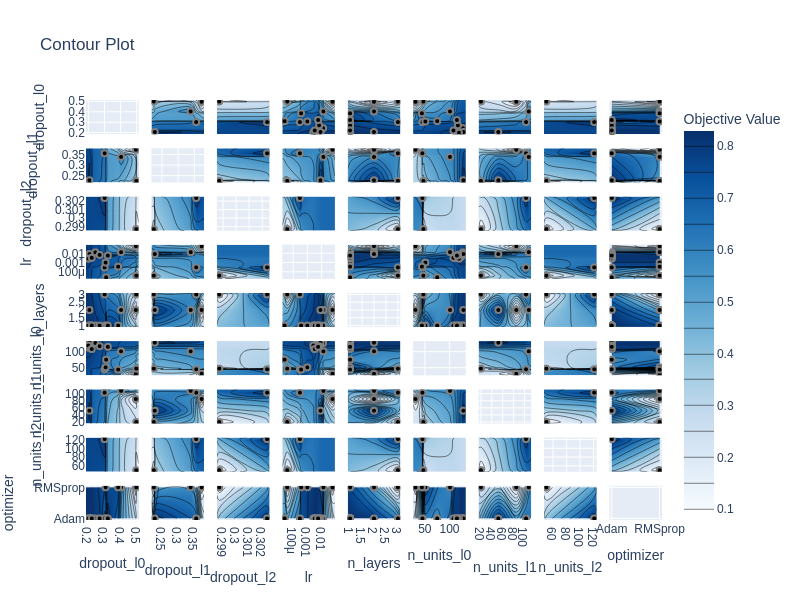 Contour Plot
Objective Value
dropout_l0
0.5
0.4
0.3
0.2
dropout_l1
0.35
0.3
0.25
dropout_l2
0.302
0.301
0.3
0.299
lr
0.01
0.001
100μ
n_layers
3
2.5
2
1.5
1
n_units_l0
100
50
n_units_l1
100
80
60
40
20
n_units_l2
120
100
80
60
optimizer
RMSprop
Adam
0.8
0.7
0.6
0.5
0.4
0.3
0.2
0.1
0.2 0.3 0.4 0.5
0.25 0.3 0.35
0.299 0.3 0.301 0.302
100μ 0.001 0.01
1 1.5 2 2.5 3
50 100
20 40 60 80 100
60 80 100 120
Adam RMSprop
dropout_l0 dropout_l1 dropout_l2 lr n_layers n_units_l0 n_units_l1 n_units_l2 optimizer